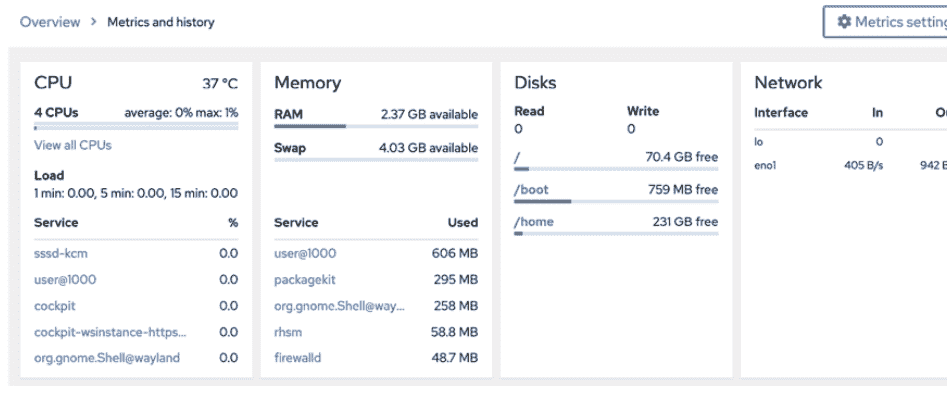 Overview > Metrics and history
Metrics setting
CPU 37 °C
4 CPUs average: 0% max: 1%
View all CPUs
Load
1 min: 0.00, 5 min: 0.00, 15 min: 0.00
Service %
sssd-kcm 0.0
user@1000 0.0
cockpit 0.0
cockpit-wsinstance-https... 0.0
org.gnome.Shell@wayland 0.0
Memory
RAM 2.37 GB available
Swap 4.03 GB available
Service Used
user@1000 606 MB
packagekit 295 MB
org.gnome.Shell@way... 258 MB
rhsm 58.8 MB
firewalld 48.7 MB
Disks
Read Write
0 0
/ 70.4 GB free
/boot 759 MB free
/home 231 GB free
Network
Interface In
lo 0
eno1 405 B/s 942